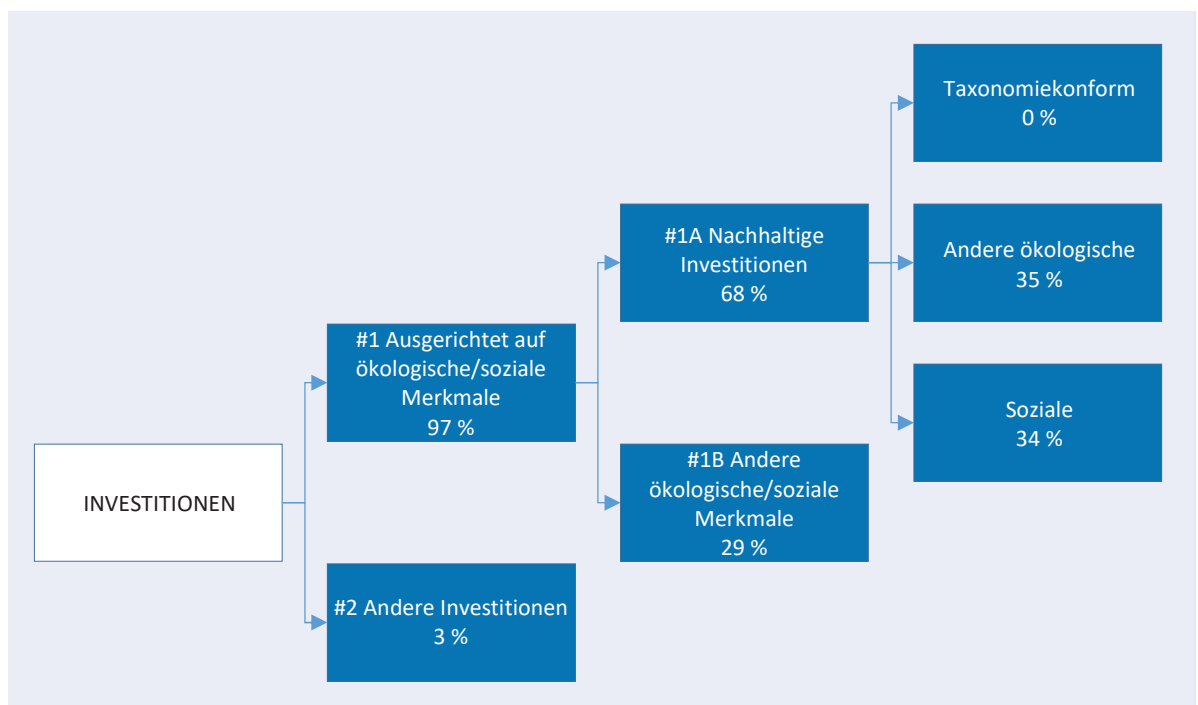 INVESTITIONEN
#1 Ausgerichtet auf
ökologische/soziale
Merkmale
97 %
#2 Andere Investitionen
3 %
#1A Nachhaltige
Investitionen
68 %
#1B Andere
ökologische/soziale
Merkmale
29 %
Taxonomiekonform
0 %
Andere ökologische
35 %
Soziale
34 %